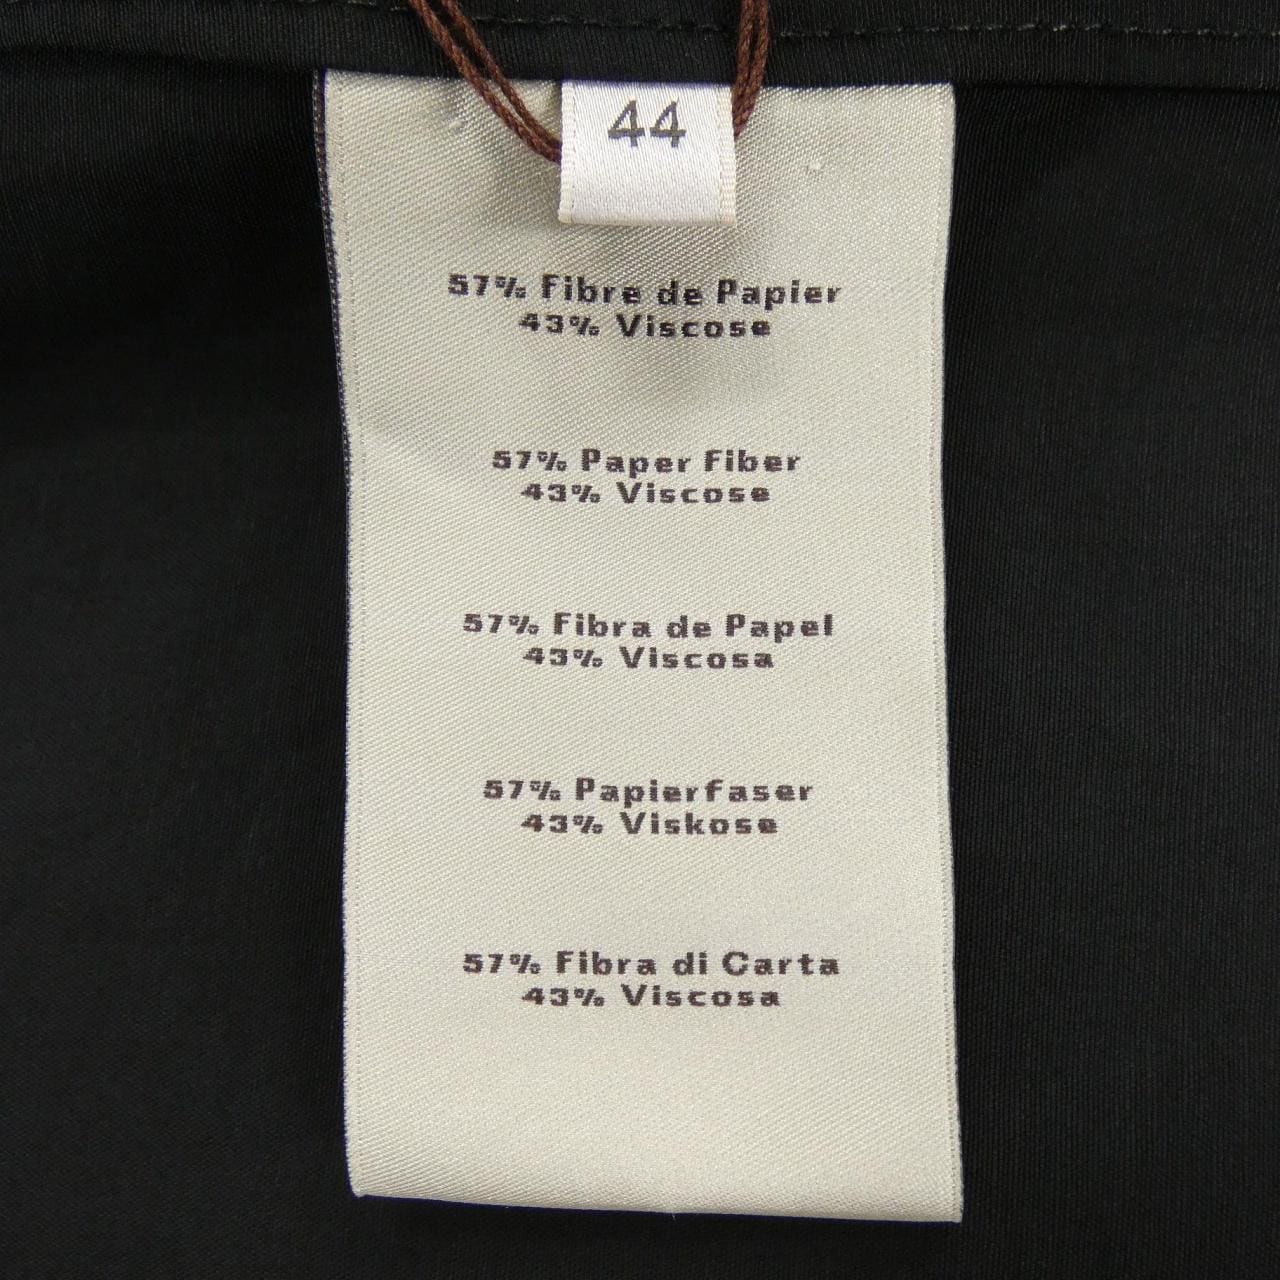 44
57% Fibre de Papier
43% Viscose
57% Paper Fiber
43% Viscose
57% Fibra de Papel
43% Viscosa
57% Papierfaser
43% Viskose
57% Fibra di Carta
43% Viscosa